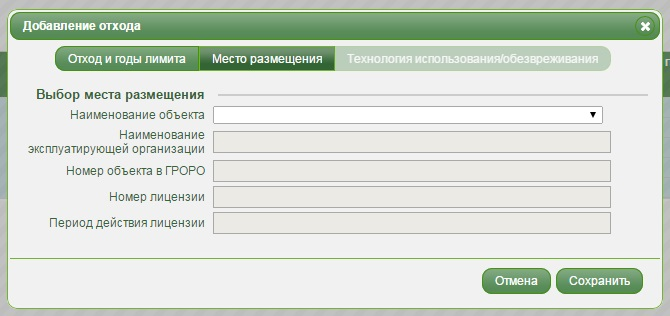 Добавление отхода
Отход и годы лимита Место размещения Технология использования/обезвреживания
Выбор места размещения
Наименование объекта
Наименование
эксплуатирующей организации
Номер объекта в ГРОРО
Номер лицензии
Период действия лицензии
Отмена Сохранить